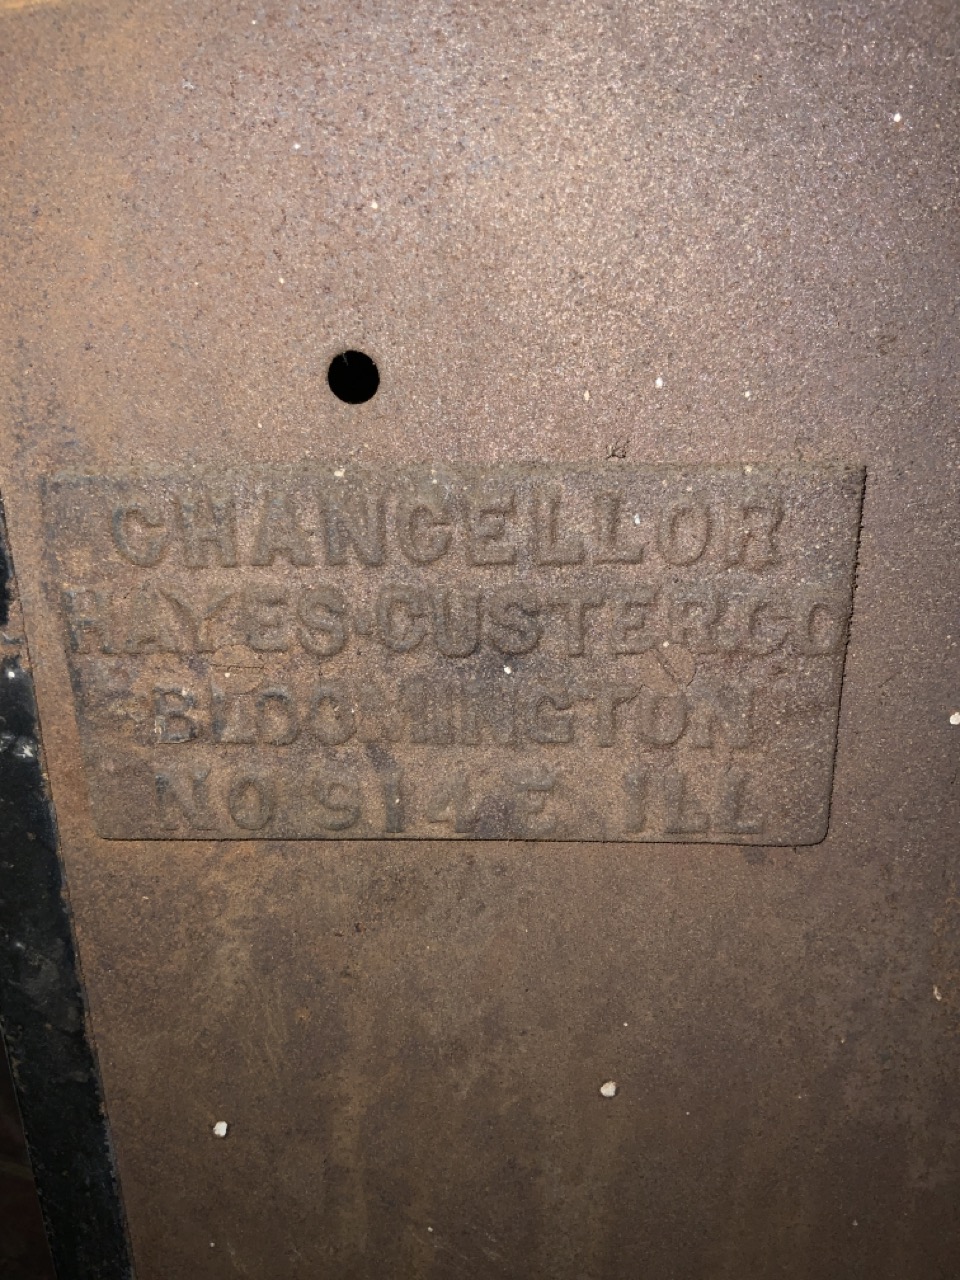 CHANCELLOR
HAYES-CUSTER CO
BLOOMINGTON
NO 914 E ILL